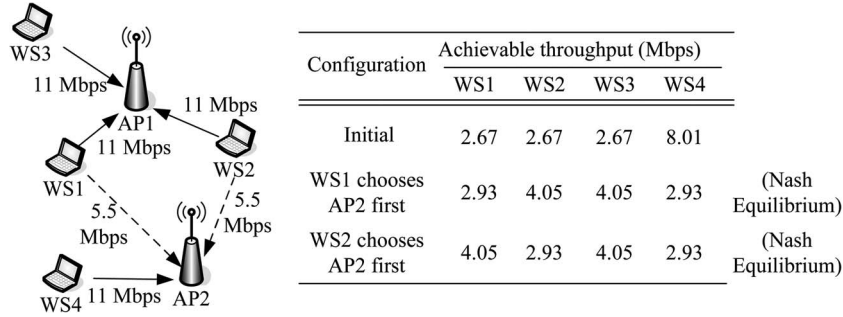 WS3
11 Mbps
AP1
11 Mbps
11 Mbps
WS1
WS2
5.5
Mbps
5.5
Mbps
WS4
11 Mbps
AP2
Configuration
Achievable throughput (Mbps)
WS1 WS2 WS3 WS4
Initial 2.67 2.67 2.67 8.01
WS1 chooses
AP2 first
2.93 4.05 4.05 2.93
(Nash
Equilibrium)
WS2 chooses
AP2 first
4.05 2.93 4.05 2.93
(Nash
Equilibrium)